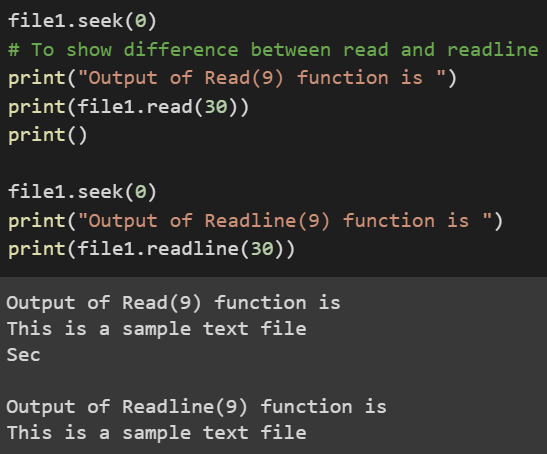 file1.seek(0)
# To show difference between read and readline
print("Output of Read(9) function is ")
print(file1.read(30))
print()
file1.seek(0)
print("Output of Readline(9) function is ")
print(file1.readline(30))
Output of Read(9) function is
This is a sample text file
Sec
Output of Readline(9) function is
This is a sample text file